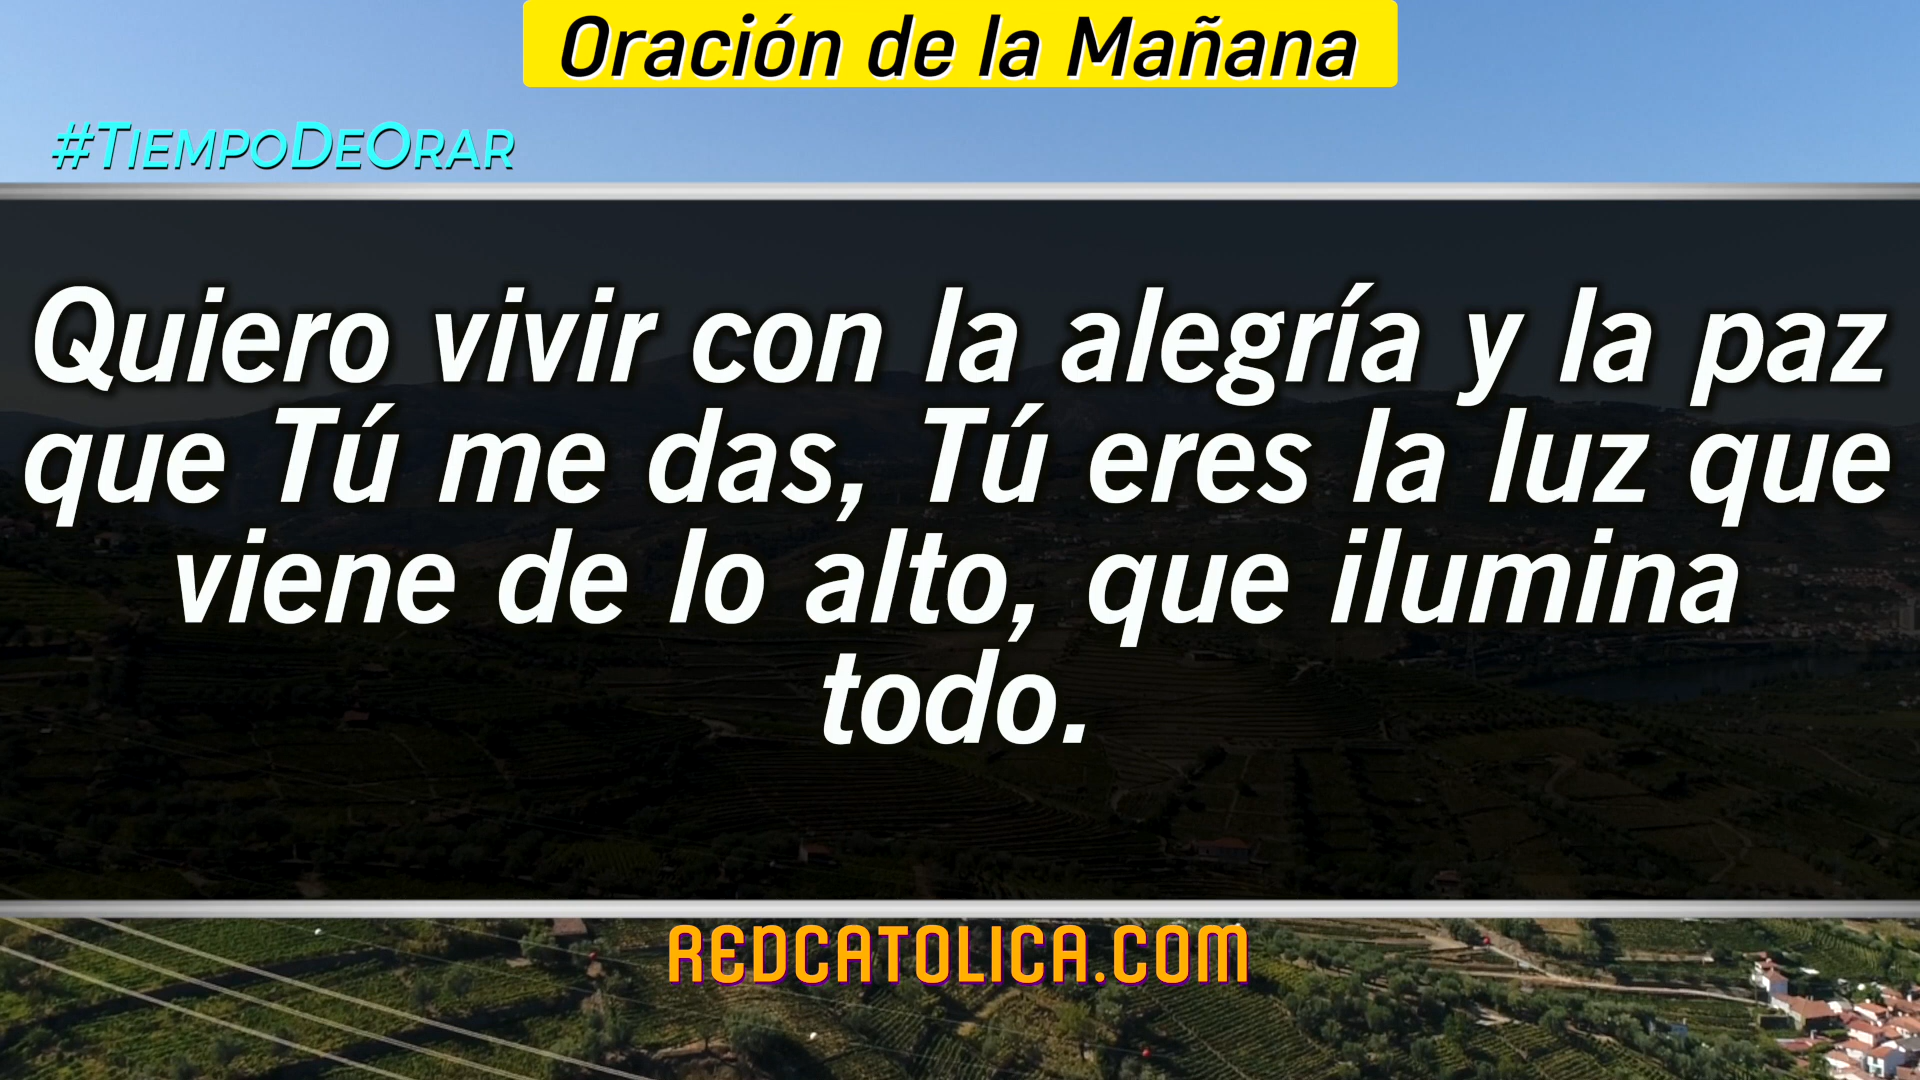 Oración de la Mañana
#TiempoDeOrar
Quiero vivir con la alegría y la paz
que Tú me das, Tú eres la luz que
viene de lo alto, que ilumina
todo.
REDCATOLICA.COM